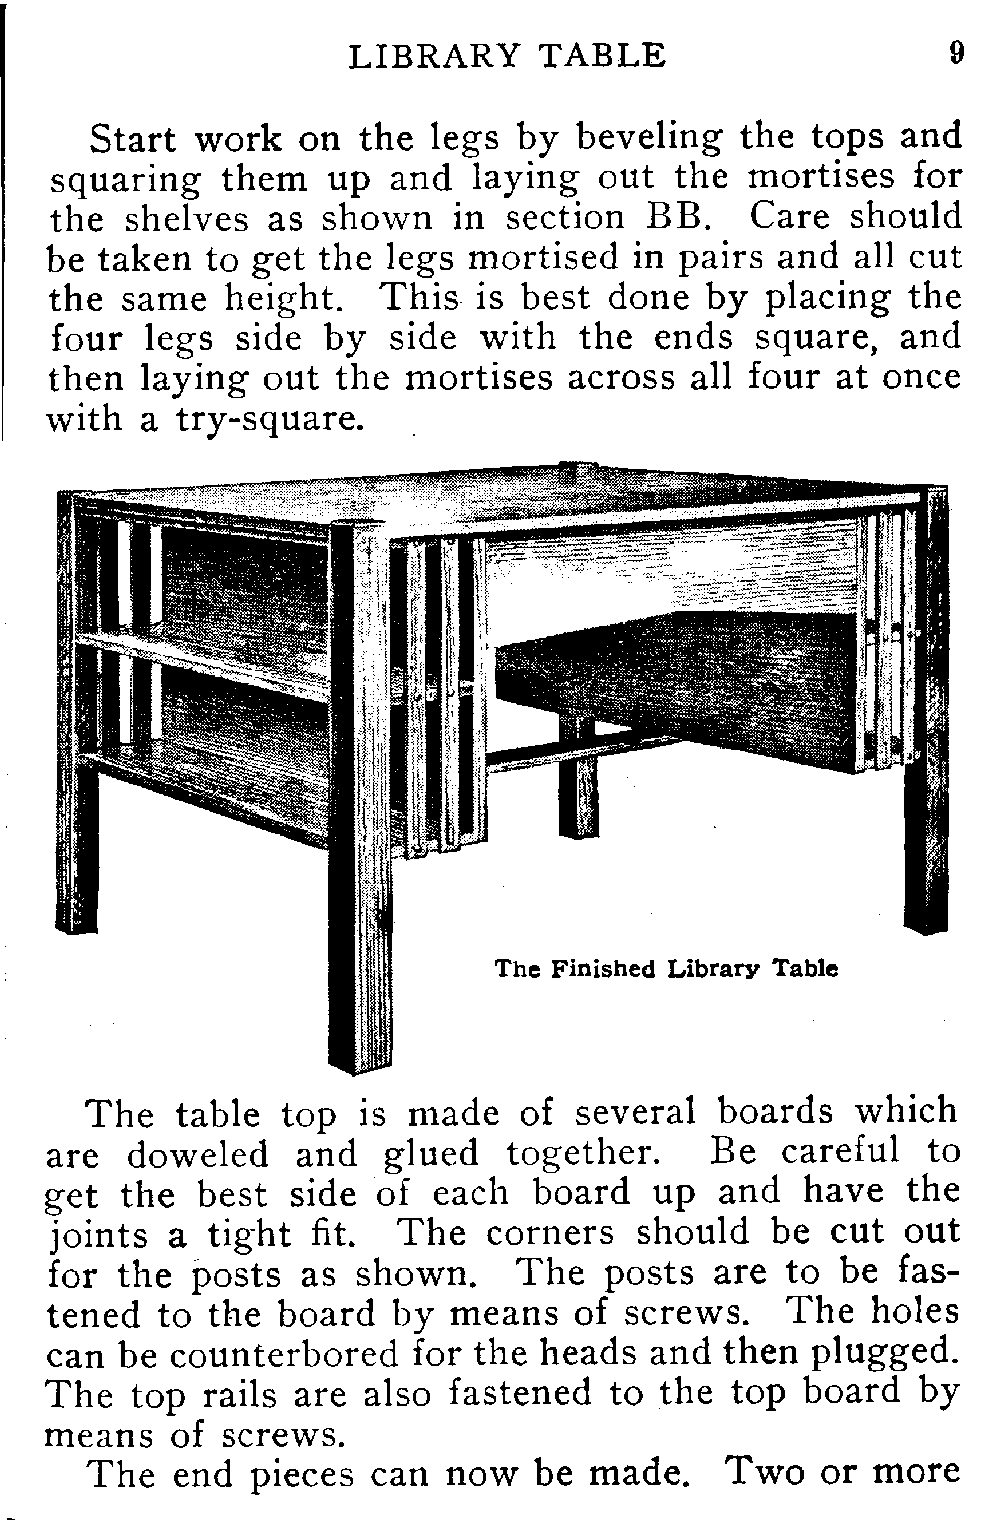 LIBRARY TABLE 9
Start work on the legs by beveling the tops and
squaring them up and laying out the mortises for
the shelves as shown in section BB. Care should
be taken to get the legs mortised in pairs and all cut
the same height. This is best done by placing the
four legs side by side with the ends square, and
then laying out the mortises across all four at once
with a try-square.
The Finished Library Table
The table top is made of several boards which
are doweled and glued together. Be careful to
get the best side of each board up and have the
joints a tight fit. The corners should be cut out
for the posts as shown. The posts are to be fas-
tened to the board by means of screws. The holes
can be counterbored for the heads and then plugged.
The top rails are also fastened to the top board by
means of screws.
The end pieces can now be made. Two or more